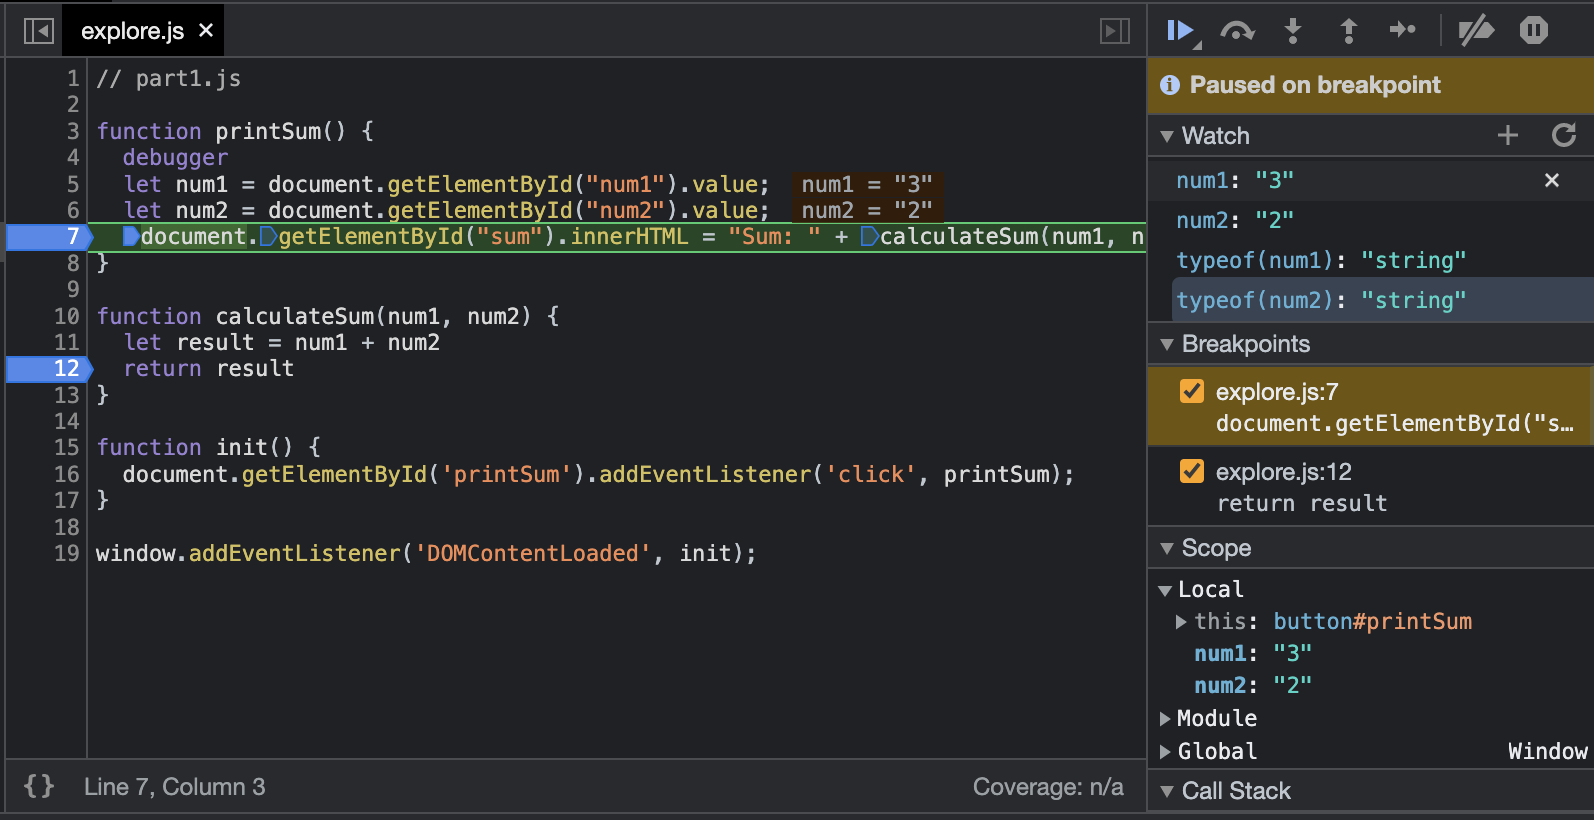 explore.js ×
1 // part1.js
2
3 function printSum() {
4 debugger
5 let num1 = document.getElementById("num1").value; num1 = "3"
6 let num2 = document.getElementById("num2").value; num2 = "2"
7 document.getElementById("sum").innerHTML = "Sum: " + calculateSum(num1, n
8 }
9
10 function calculateSum(num1, num2) {
11 let result = num1 + num2
12 return result
13 }
14
15 function init() {
16 document.getElementById('printSum').addEventListener('click', printSum);
17 }
18
19 window.addEventListener('DOMContentLoaded', init);
{} Line 7, Column 3
Coverage: n/a
Paused on breakpoint
Watch
num1: "3"
num2: "2"
typeof(num1): "string"
typeof(num2): "string"
Breakpoints
explore.js:7
document.getElementById("s…
explore.js:12
return result
Scope
Local
this: button#printSum
num1: "3"
num2: "2"
Module
Global Window
Call Stack